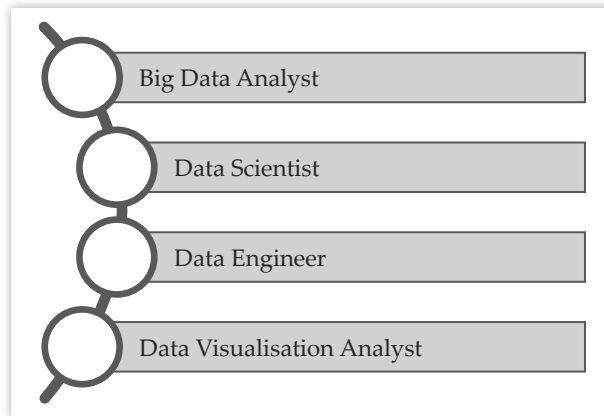 Big Data Analyst
Data Scientist
Data Engineer
Data Visualisation Analyst